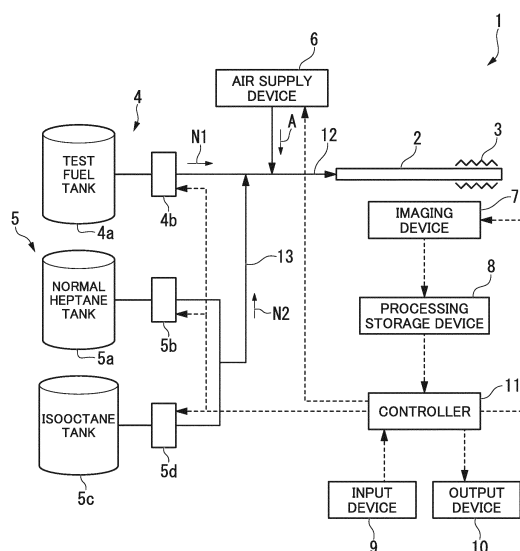 1
6
AIR SUPPLY
DEVICE
4
N1
A
12
2
3
TEST
FUEL
TANK
4a
4b
7
IMAGING
DEVICE
5
13
8
NORMAL
HEPTANE
TANK
5a
5b
N2
PROCESSING
STORAGE DEVICE
11
ISOOCTANE
TANK
5c
5d
CONTROLLER
INPUT
DEVICE
OUTPUT
DEVICE
9
10